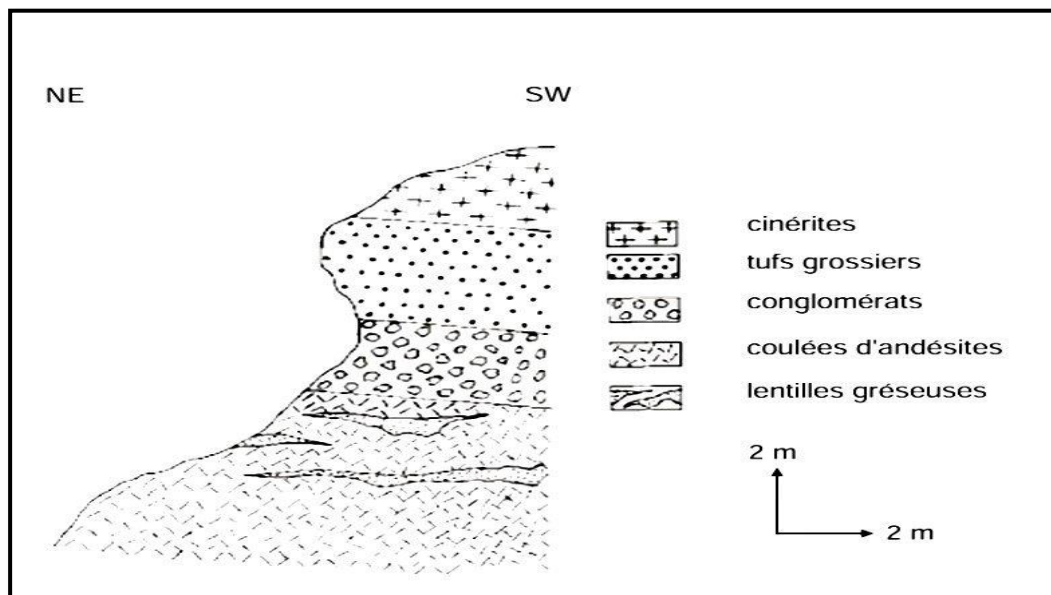 NE SW
cinérites
tufs grossiers
conglomérats
coulées d'andésites
lentilles gréseuses
2 m
2 m